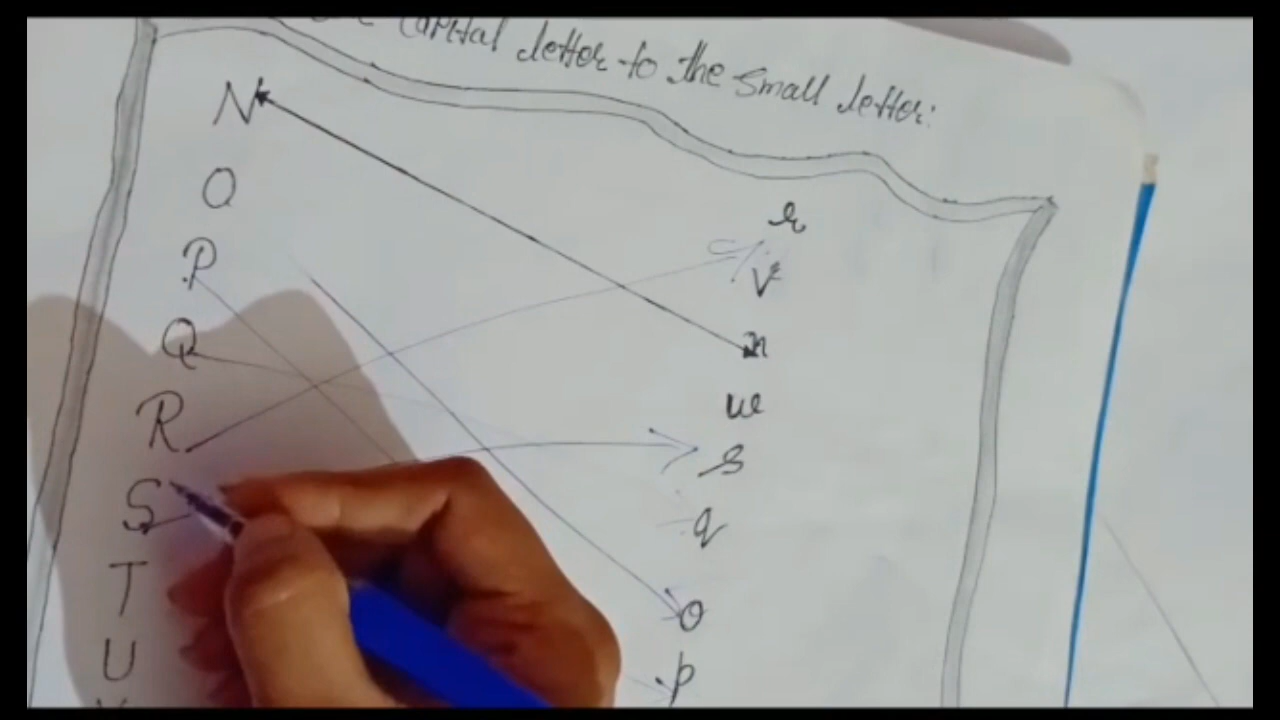 Capital letter to the small letter:
N
O
P
Q
R
S
T
U
r
v
n
u
s
q
o
p